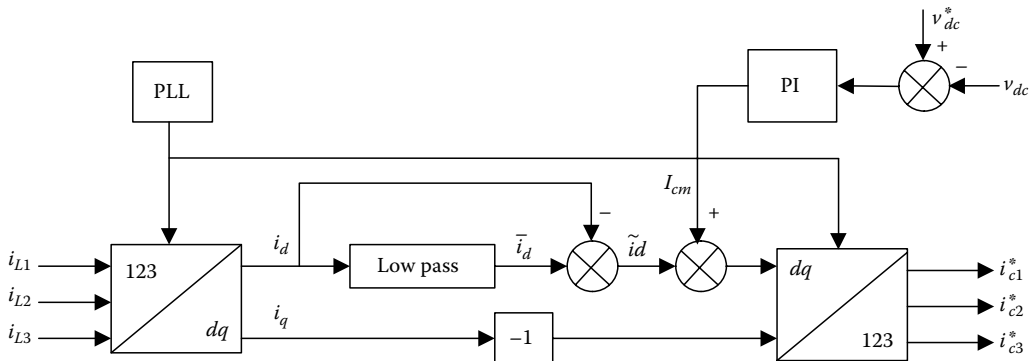 v*dc
+
−
PLL
PI
vdc
Icm
−
+
id
i̅d
ĩd
iL1
123
Low pass
dq
i*c1
iL2
i*c2
iL3
dq
iq
−1
123
i*c3